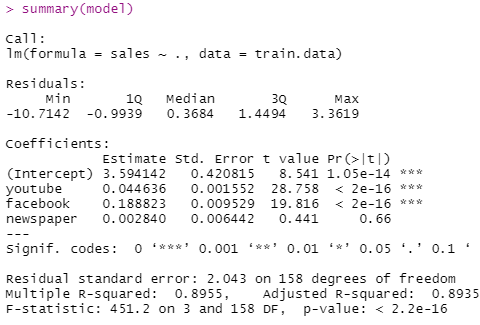 > summary(model)
Call:
lm(formula = sales ~ ., data = train.data)
Residuals:
     Min       1Q   Median       3Q      Max
-10.7142  -0.9939   0.3684   1.4494   3.3619
Coefficients:
            Estimate Std. Error t value Pr(>|t|)
(Intercept) 3.594142   0.420815   8.541 1.05e-14 ***
youtube     0.044636   0.001552  28.758  < 2e-16 ***
facebook    0.188823   0.009529  19.816  < 2e-16 ***
newspaper   0.002840   0.006442   0.441     0.66
---
Signif. codes:  0 ‘***’ 0.001 ‘**’ 0.01 ‘*’ 0.05 ‘.’ 0.1 ‘
Residual standard error: 2.043 on 158 degrees of freedom
Multiple R-squared:  0.8955,    Adjusted R-squared:  0.8935
F-statistic: 451.2 on 3 and 158 DF,  p-value: < 2.2e-16